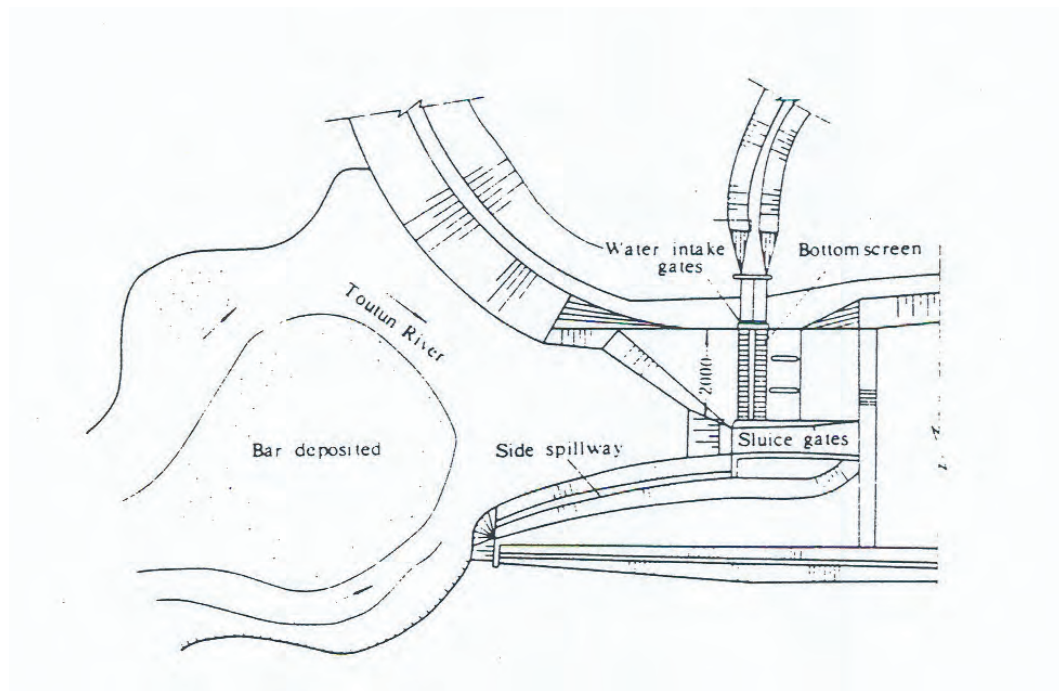 Water intake
gates
Bottom screen
Toutun
River
2000
Bar deposited
Side spillway
Sluice gates